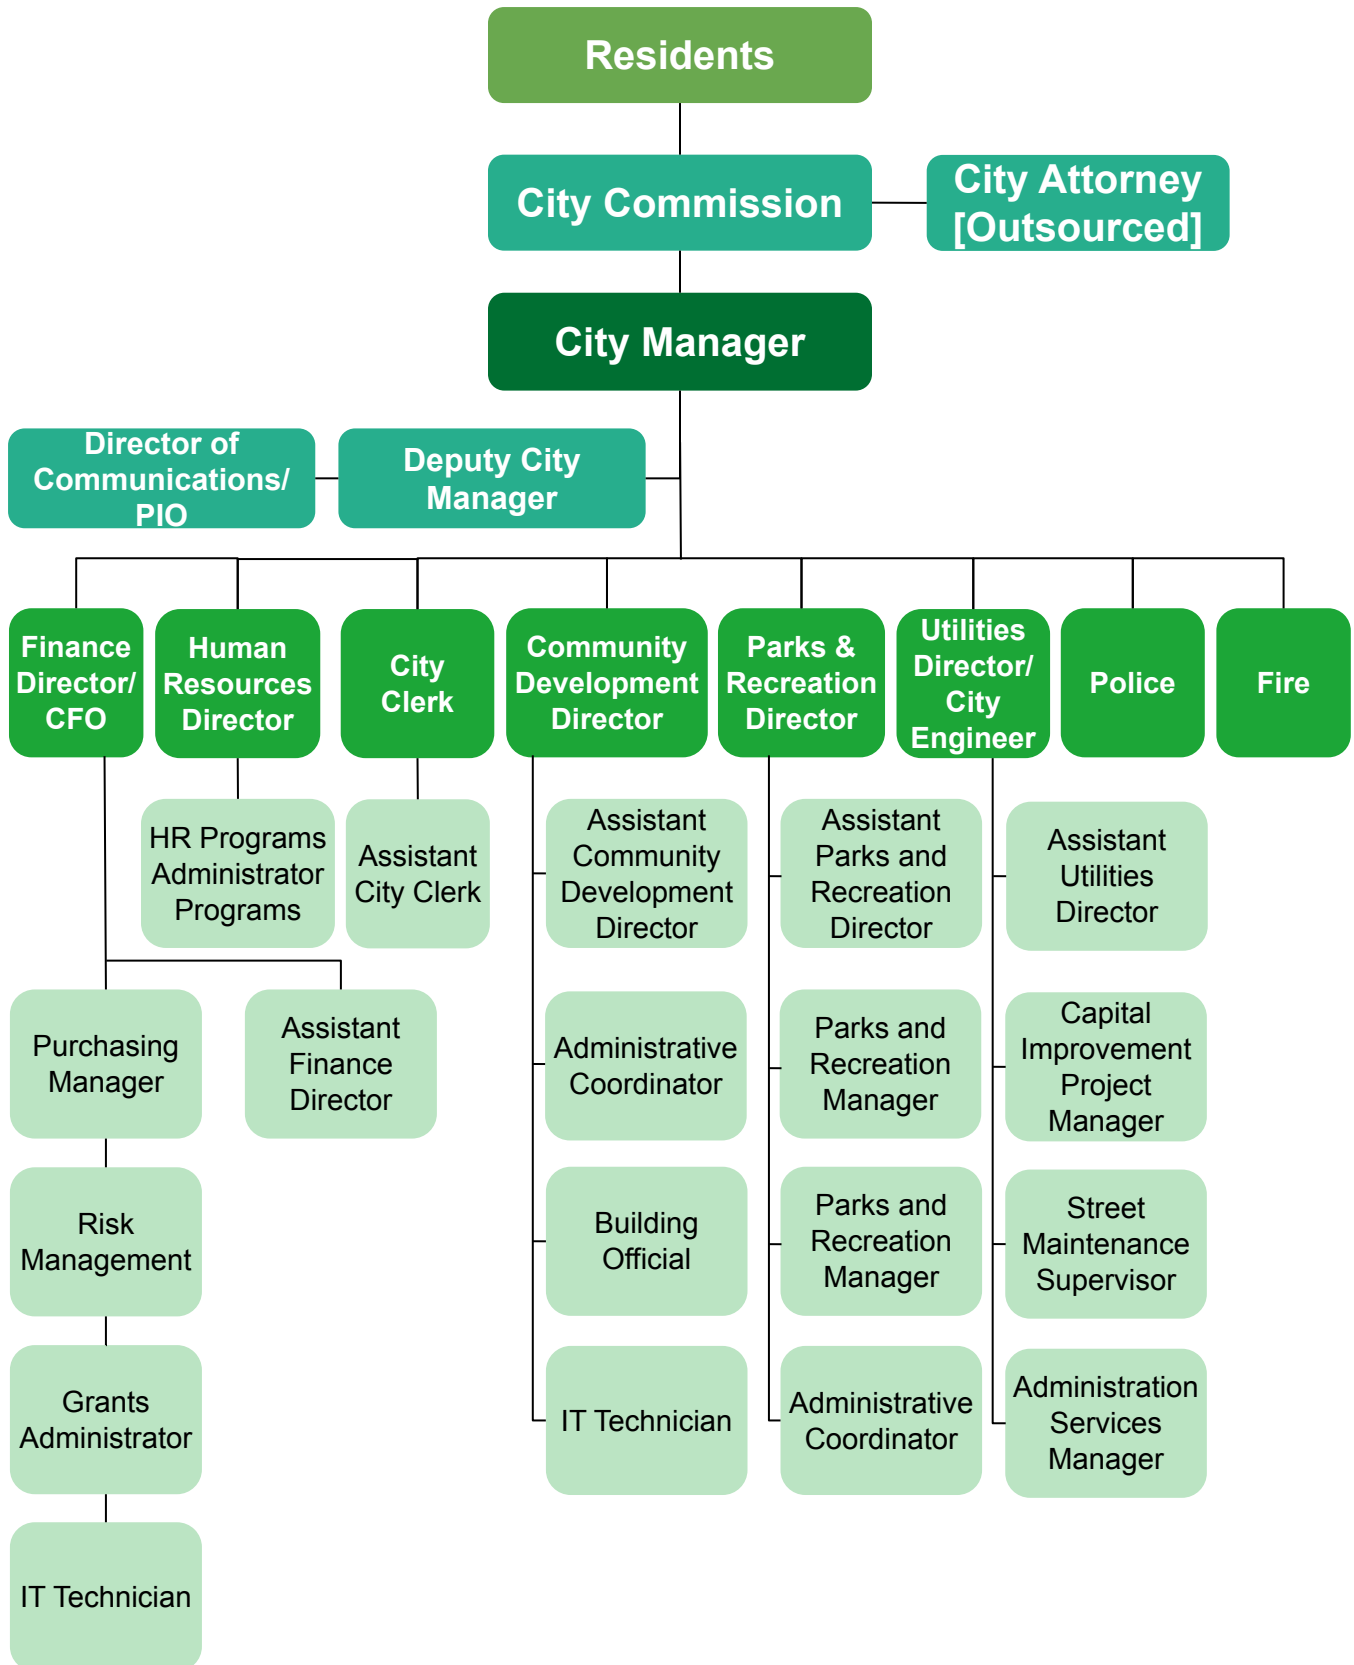 Residents
City Commission
City Attorney
[Outsourced]
City Manager
Director of
Communications/
PIO
Deputy City
Manager
Finance
Director/
CFO
Human
Resources
Director
City
Clerk
Community
Development
Director
Parks &
Recreation
Director
Utilities
Director/
City
Engineer
Police
Fire
HR Programs
Administrator
Programs
Assistant
City Clerk
Assistant
Community
Development
Director
Assistant
Parks and
Recreation
Director
Assistant
Utilities
Director
Purchasing
Manager
Assistant
Finance
Director
Administrative
Coordinator
Parks and
Recreation
Manager
Capital
Improvement
Project
Manager
Risk
Management
Building
Official
Parks and
Recreation
Manager
Street
Maintenance
Supervisor
Grants
Administrator
IT Technician
Administrative
Coordinator
Administration
Services
Manager
IT Technician